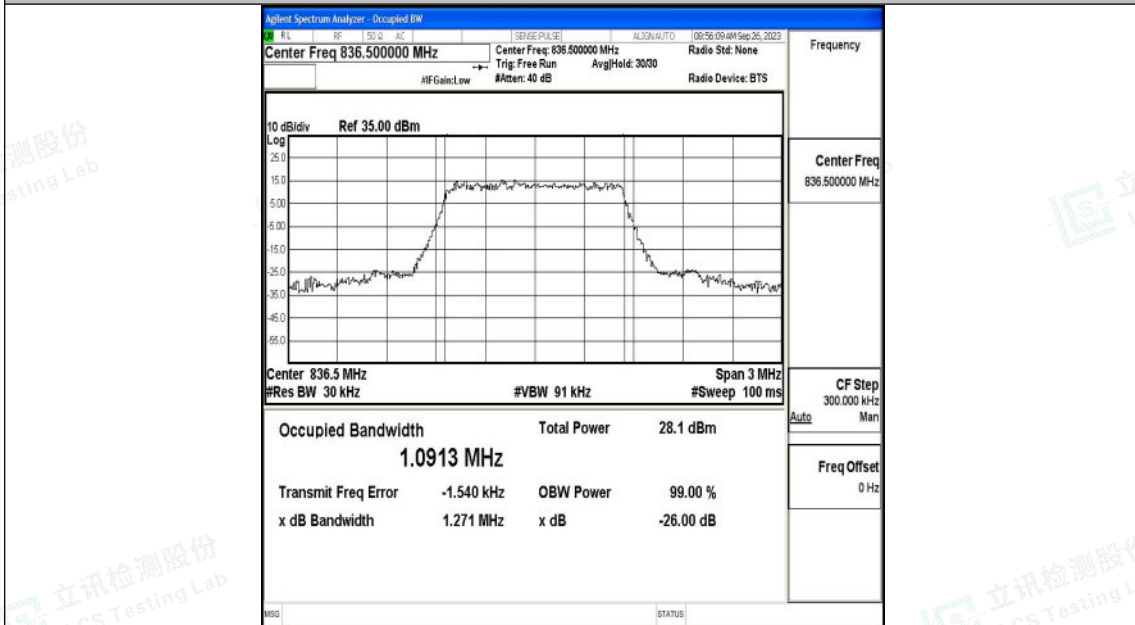 Agilent Spectrum Analyzer - Occupied BW
RL RF 50 Ω AC SENSE:PULSE ALIGNAUTO 08:56:09 AM Sep 26, 2023
Center Freq 836.500000 MHz
Center Freq: 836.500000 MHz
Radio Std: None
Trig: Free Run Avg|Hold: 30/30
#IFGain:Low
#Atten: 40 dB
Radio Device: BTS
Frequency
10 dB/div Ref 35.00 dBm
Log
25.0
15.0
5.00
-5.00
-15.0
-25.0
-35.0
-45.0
-55.0
Center 836.5 MHz Span 3 MHz
#Res BW 30 kHz #VBW 91 kHz #Sweep 100 ms
Occupied Bandwidth Total Power 28.1 dBm
1.0913 MHz
Transmit Freq Error -1.540 kHz OBW Power 99.00 %
x dB Bandwidth 1.271 MHz x dB -26.00 dB
Center Freq
836.500000 MHz
CF Step
300.000 kHz
Auto Man
Freq Offset
0 Hz
MSG STATUS
测股份
sting Lab
立
立讯检测股份
CS Testing Lab
立讯检测股份
CS Testing L